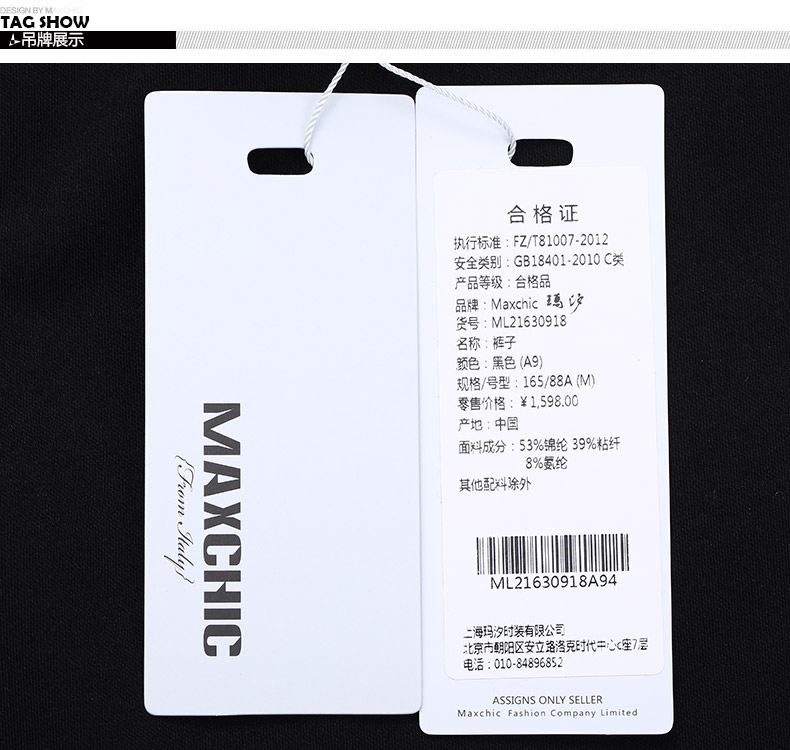 DESIGN BY MAXCHIC
TAG SHOW
吊牌展示
MAXCHIC
{From Italy}
合格证
执行标准：FZ/T81007-2012
安全类别：GB18401-2010 C类
产品等级：合格品
品牌：Maxchic 玛汐
货号：ML21630918
名称：裤子
颜色：黑色 (A9)
规格/号型：165/88A (M)
零售价格：¥1,598.00
产地：中国
面料成分：53%锦纶 39%粘纤
8%氨纶
其他配料除外
ML21630918A94
上海玛汐时装有限公司
北京市朝阳区安立路洛克时代中心c座7层
电话：010-84896852
ASSIGNS ONLY SELLER
Maxchic Fashion Company Limited